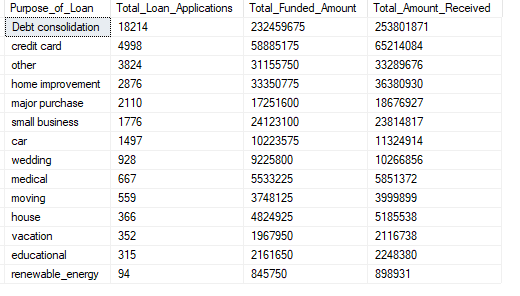 Purpose_of_Loan Total_Loan_Applications Total_Funded_Amount Total_Amount_Received
Debt consolidation 18214 232459675 253801871
credit card 4998 58885175 65214084
other 3824 31155750 33289676
home improvement 2876 33350775 36380930
major purchase 2110 17251600 18676927
small business 1776 24123100 23814817
car 1497 10223575 11324914
wedding 928 9225800 10266856
medical 667 5533225 5851372
moving 559 3748125 3999899
house 366 4824925 5185538
vacation 352 1967950 2116738
educational 315 2161650 2248380
renewable_energy 94 845750 898931